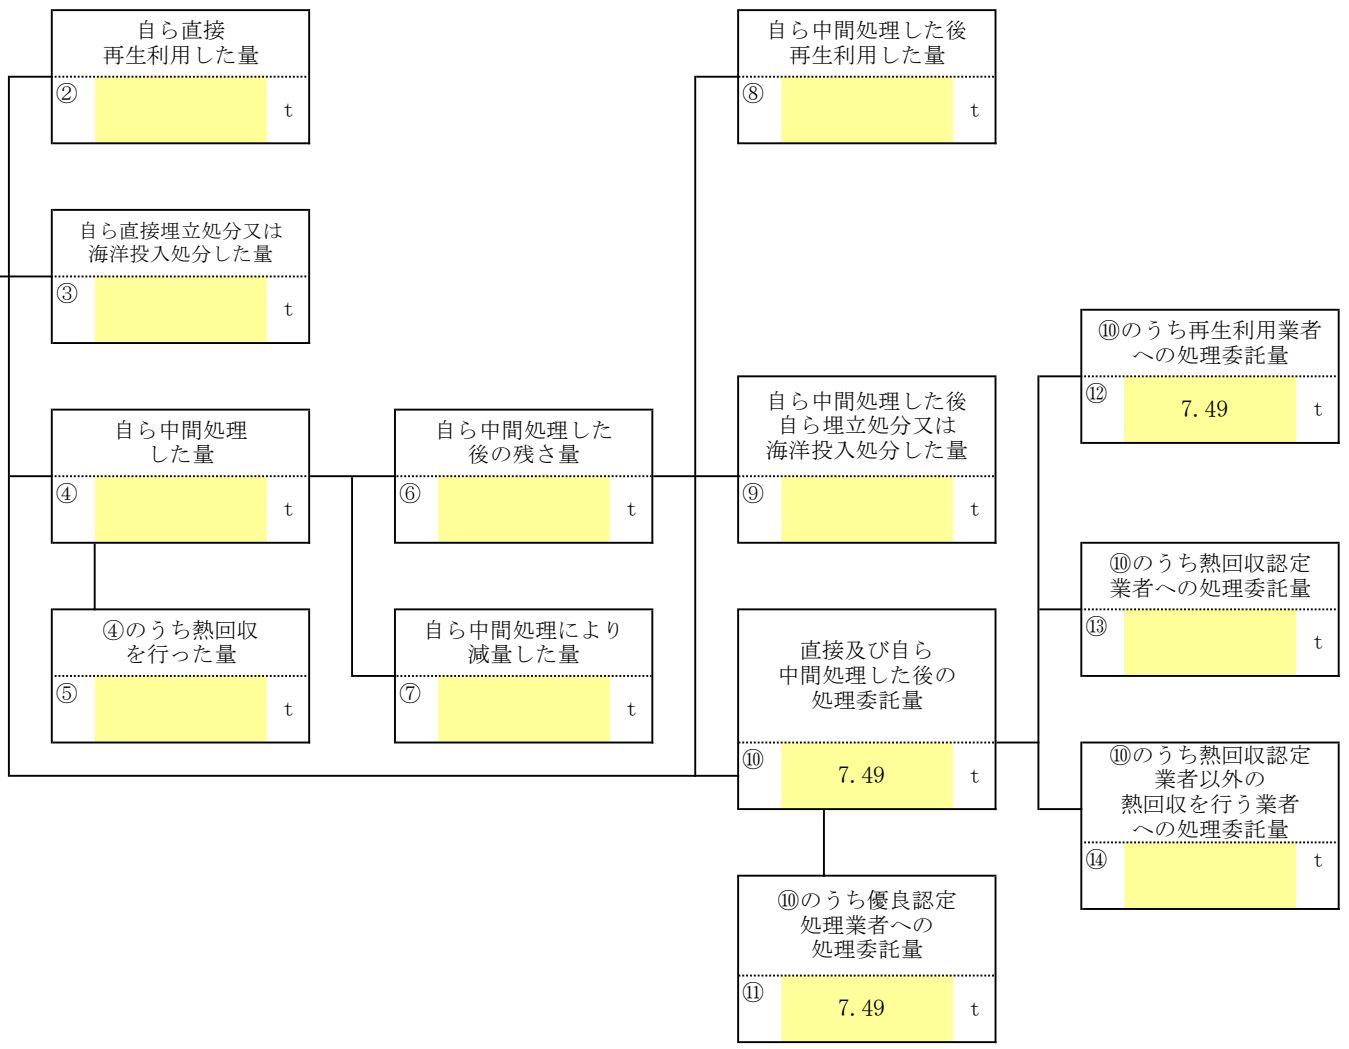 自ら直接
再生利用した量
②
t
自ら中間処理した後
再生利用した量
⑧
t
自ら直接埋立処分又は
海洋投入処分した量
③
t
⑩のうち再生利用業者
への処理委託量
⑫
7.49
t
自ら中間処理
した量
④
t
自ら中間処理した
後の残さ量
⑥
t
自ら中間処理した後
自ら埋立処分又は
海洋投入処分した量
⑨
t
⑩のうち熱回収認定
業者への処理委託量
⑬
t
④のうち熱回収
を行った量
⑤
t
自ら中間処理により
減量した量
⑦
t
直接及び自ら
中間処理した後の
処理委託量
⑩
7.49
t
⑩のうち熱回収認定
業者以外の
熱回収を行う業者
への処理委託量
⑭
t
⑩のうち優良認定
処理業者への
処理委託量
⑪
7.49
t